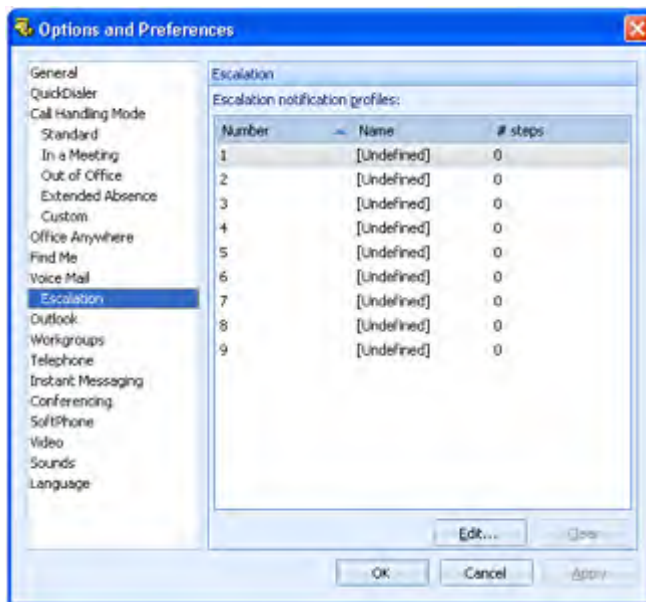 Options and Preferences
General
QuickDialer
Call Handling Mode
Standard
In a Meeting
Out of Office
Extended Absence
Custom
Office Anywhere
Find Me
Voice Mail
Escalation
Outlook
Workgroups
Telephone
Instant Messaging
Conferencing
SoftPhone
Video
Sounds
Language
Escalation
Escalation notification profiles:
Number Name # steps
1 [Undefined] 0
2 [Undefined] 0
3 [Undefined] 0
4 [Undefined] 0
5 [Undefined] 0
6 [Undefined] 0
7 [Undefined] 0
8 [Undefined] 0
9 [Undefined] 0
Edit... Clear
OK Cancel Apply